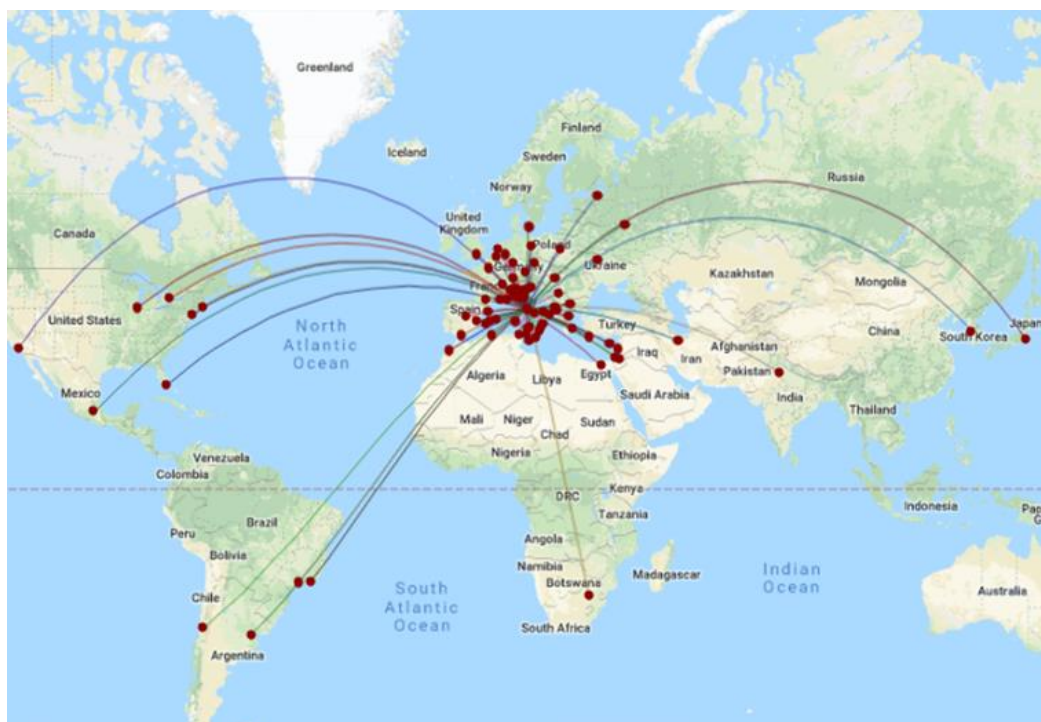 Greenland
Iceland
Finland
Sweden
Norway
Russia
Canada
United
Kingdom
Poland
Germany
Ukraine
Kazakhstan
Mongolia
France
Spain
United States
North
Atlantic
Ocean
Turkey
China
South Korea
Japan
Afghanistan
Iraq
Iran
Algeria
Libya
Egypt
Pakistan
Mexico
Saudi Arabia
India
Mali
Niger
Sudan
Chad
Thailand
Nigeria
Ethiopia
Venezuela
Colombia
Kenya
DRC
Indonesia
Tanzania
Brazil
Peru
Angola
Bolivia
Namibia
Botswana
Madagascar
Indian
Ocean
South
Atlantic
Ocean
Chile
Australia
South Africa
Argentina